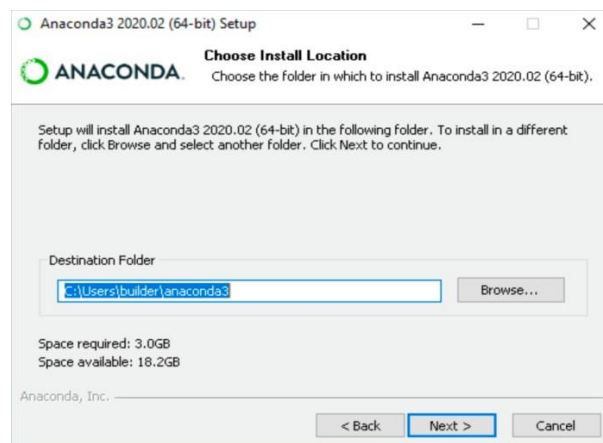 Anaconda3 2020.02 (64-bit) Setup
ANACONDA.
Choose Install Location
Choose the folder in which to install Anaconda3 2020.02 (64-bit).
Setup will install Anaconda3 2020.02 (64-bit) in the following folder. To install in a different
folder, click Browse and select another folder. Click Next to continue.
Destination Folder
C:\Users\builder\anaconda3
Browse...
Space required: 3.0GB
Space available: 18.2GB
Anaconda, Inc.
< Back
Next >
Cancel